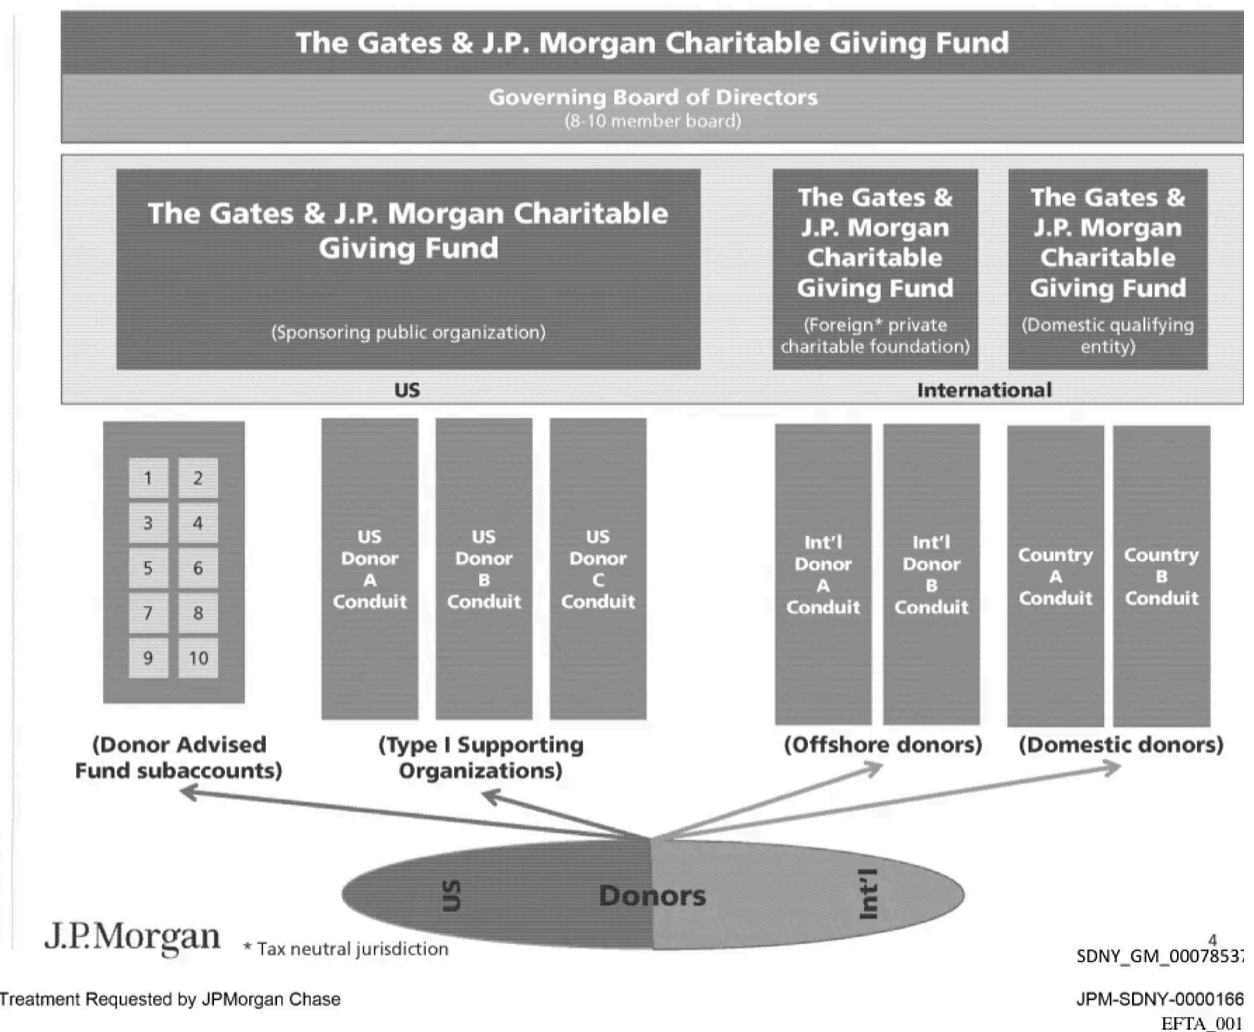 The Gates & J.P. Morgan Charitable Giving Fund
Governing Board of Directors
(8-10 member board)
The Gates & J.P. Morgan Charitable
Giving Fund
(Sponsoring public organization)
The Gates &
J.P. Morgan
Charitable
Giving Fund
(Foreign* private
charitable foundation)
The Gates &
J.P. Morgan
Charitable
Giving Fund
(Domestic qualifying
entity)
US
International
1 2
3 4
5 6
7 8
9 10
US
Donor
A
Conduit
US
Donor
B
Conduit
US
Donor
C
Conduit
Int'l
Donor
A
Conduit
Int'l
Donor
B
Conduit
Country
A
Conduit
Country
B
Conduit
(Donor Advised
Fund subaccounts)
(Type I Supporting
Organizations)
(Offshore donors)
(Domestic donors)
US
Donors
Int'l
J.P.Morgan
* Tax neutral jurisdiction
4
SDNY_GM_00078537
Treatment Requested by JPMorgan Chase
JPM-SDNY-0000166
EFTA_001